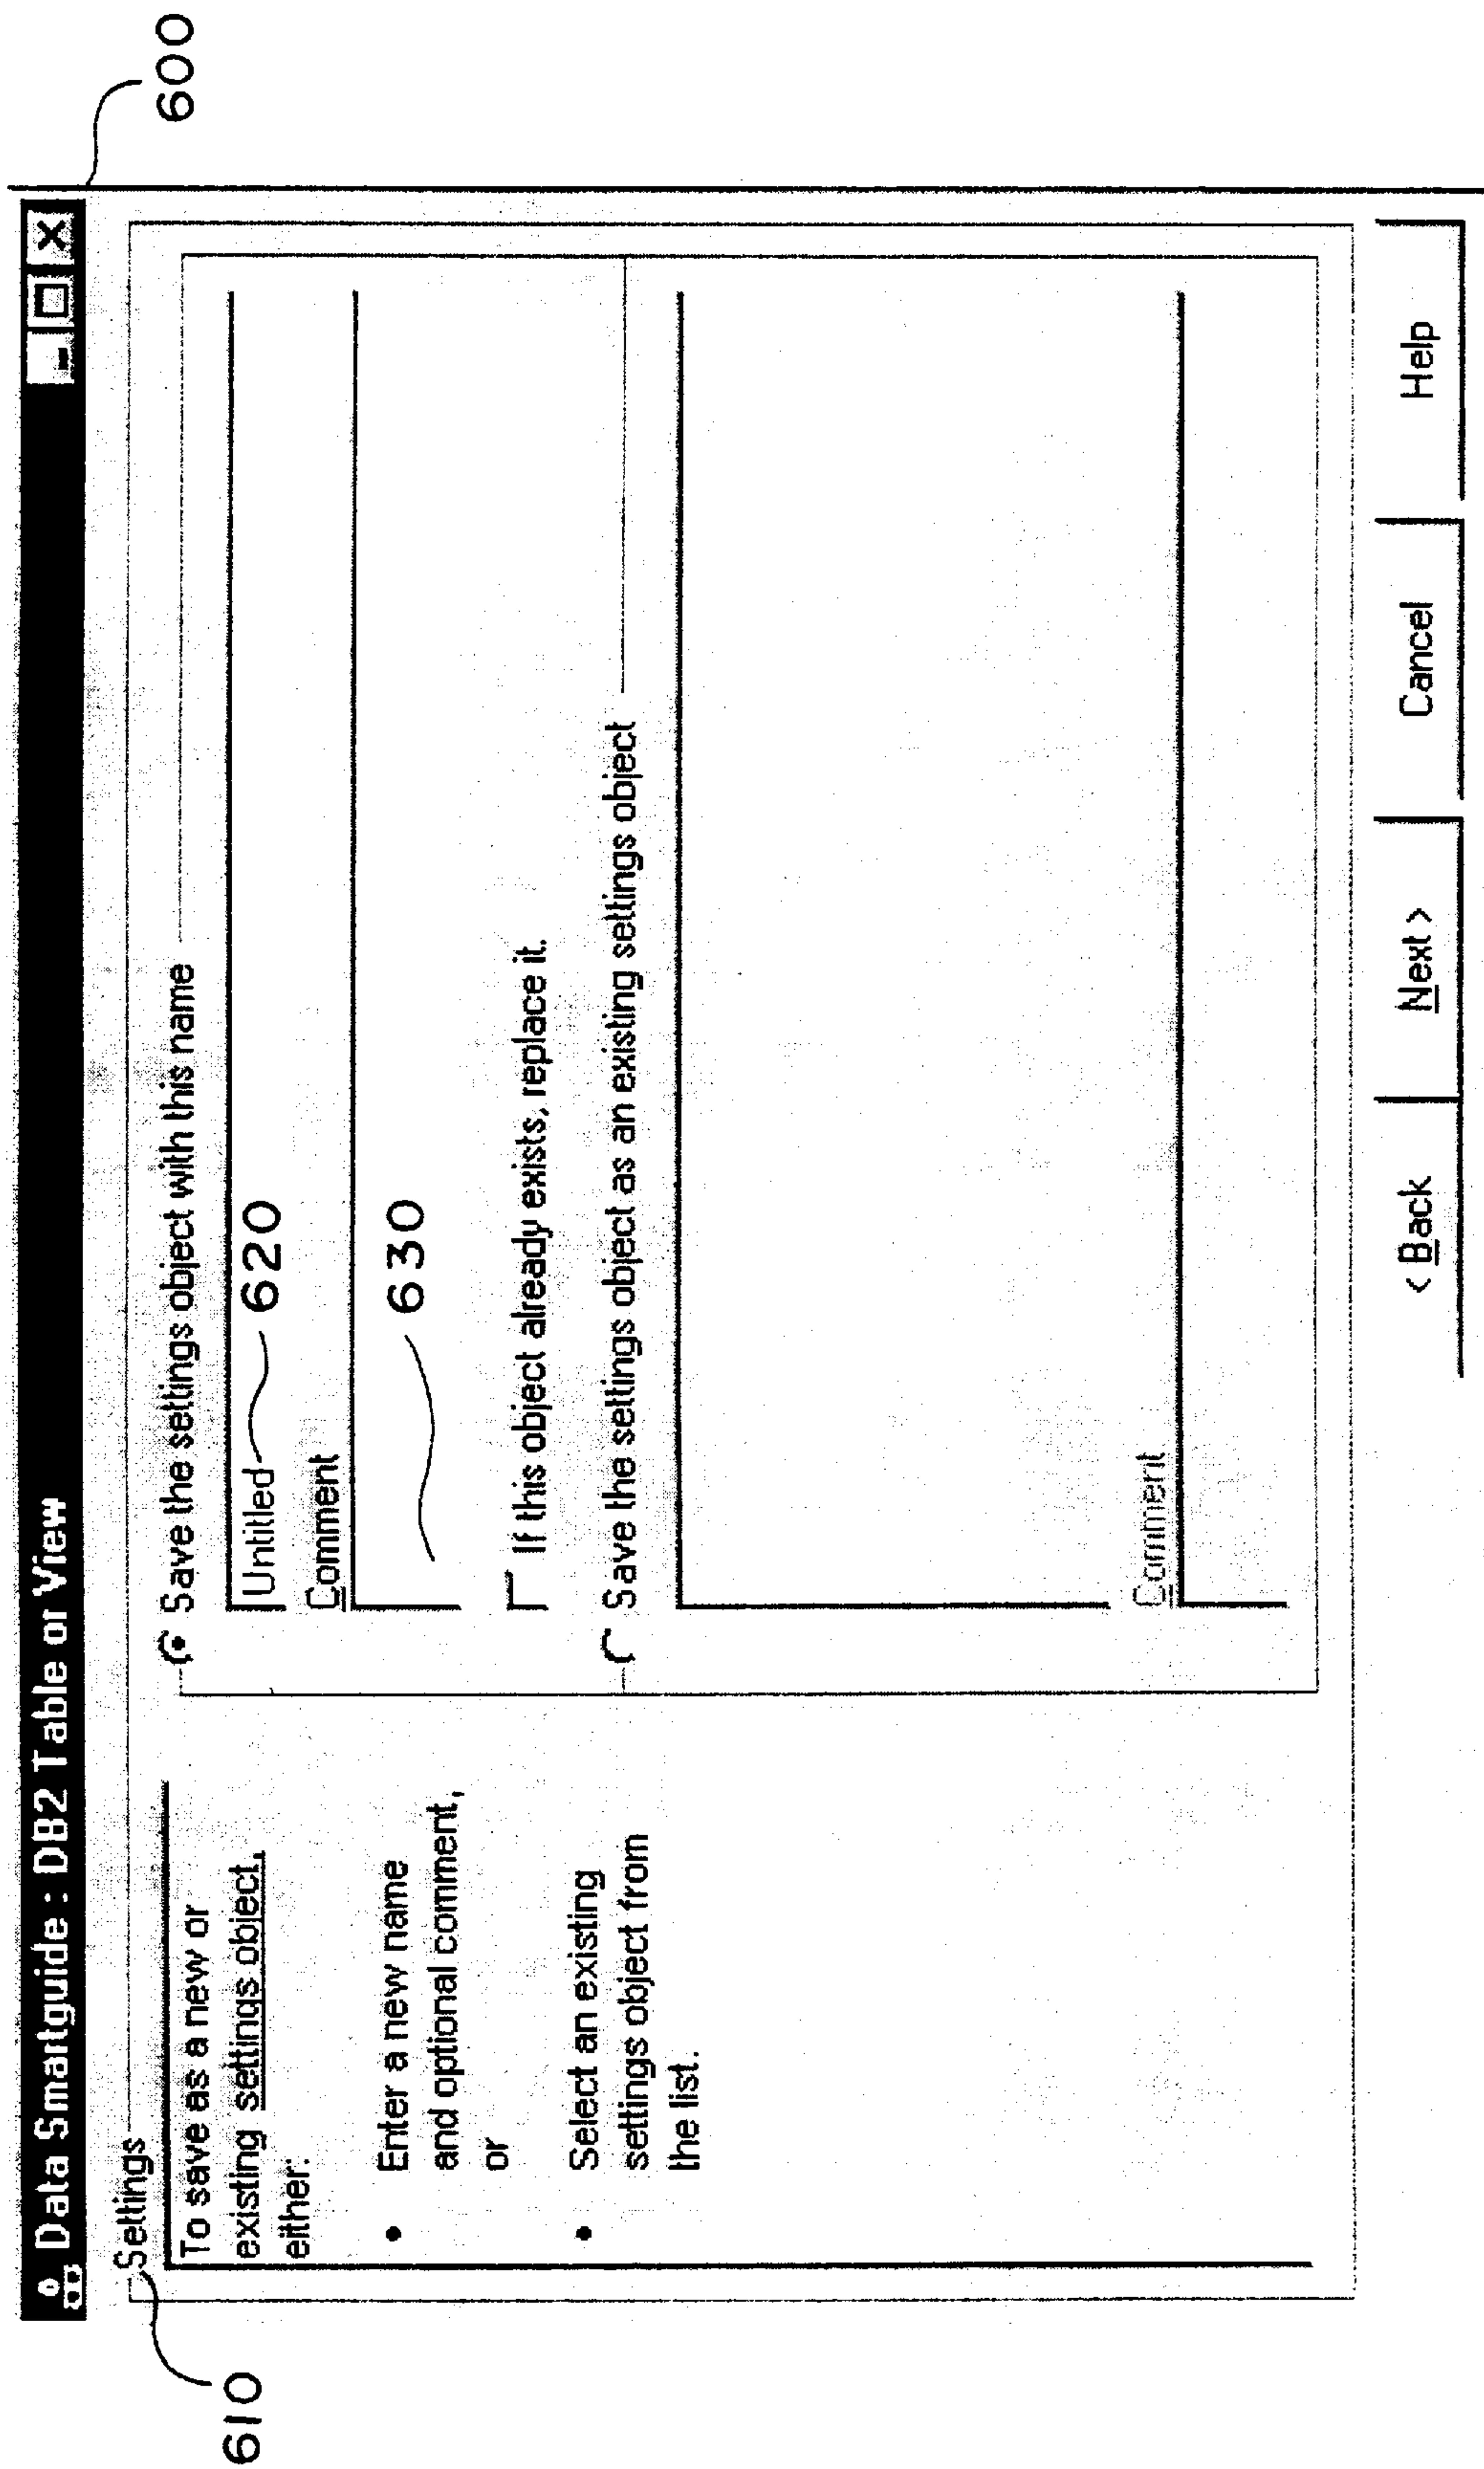 600
Data Smartguide : DB2 Table or View
610
Settings
To save as a new or
existing settings object,
either:
• Enter a new name
and optional comment,
or
• Select an existing
settings object from
the list.
Save the settings object with this name
Untitled 620
Comment
630
If this object already exists, replace it.
Save the settings object as an existing settings object
Comment
< Back
Next >
Cancel
Help